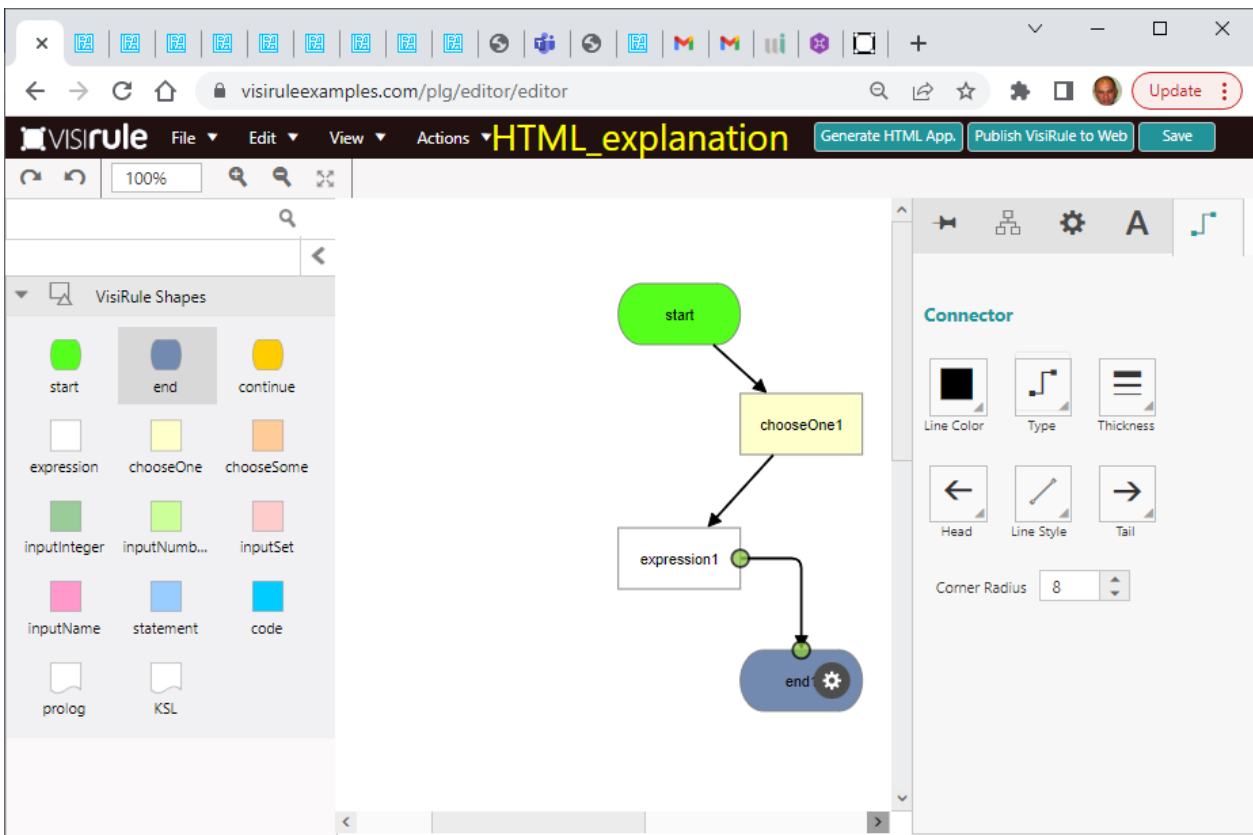 visiruleexamples.com/plg/editor/editor
Update
VISIrule File Edit View Actions HTML_explanation Generate HTML App. Publish VisiRule to Web Save
100%
VisiRule Shapes
start end continue
expression chooseOne chooseSome
inputInteger inputNumb... inputSet
inputName statement code
prolog KSL
start
chooseOne1
expression1
end1
A
Connector
Line Color Type Thickness
Head Line Style Tail
Corner Radius 8